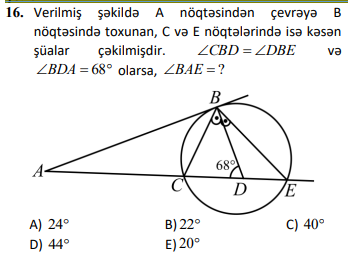 16. Verilmiş şəkildə A nöqtəsindən çevrəyə B
nöqtəsində toxunan, C və E nöqtələrində isə kəsən
şüalar çəkilmişdir. ∠CBD = ∠DBE və
∠BDA = 68° olarsa, ∠BAE = ?
B
68°
A
C D E
A) 24° B) 22° C) 40°
D) 44° E) 20°